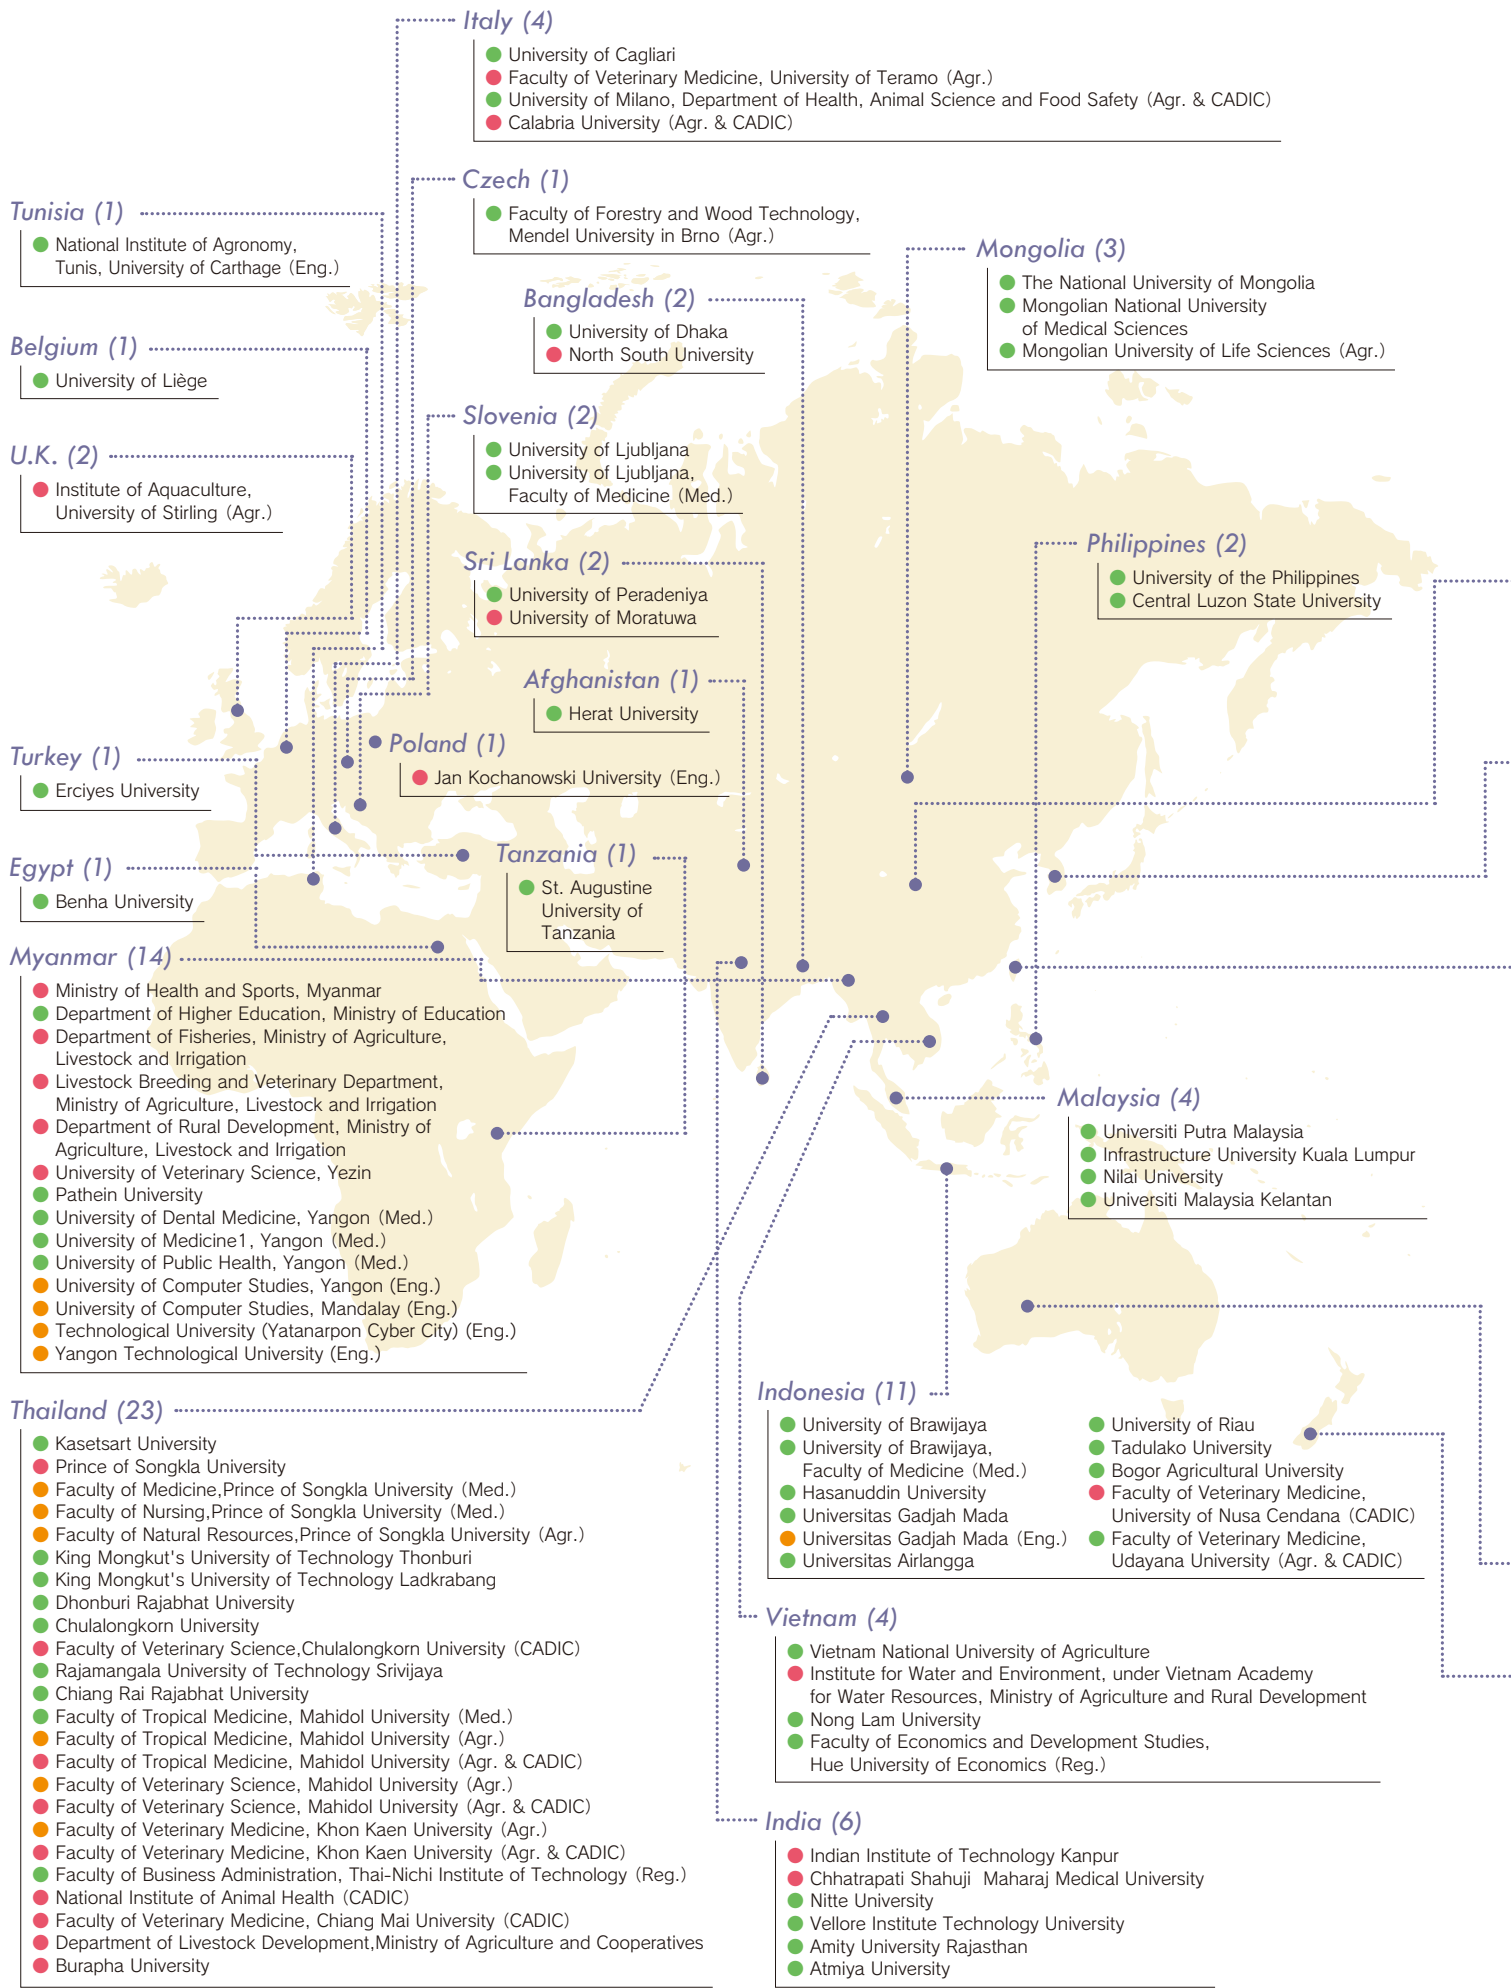 Italy (4)
University of Cagliari
Faculty of Veterinary Medicine, University of Teramo (Agr.)
University of Milano, Department of Health, Animal Science and Food Safety (Agr. & CADIC)
Calabria University (Agr. & CADIC)
Czech (1)
Faculty of Forestry and Wood Technology,
Mendel University in Brno (Agr.)
Tunisia (1)
National Institute of Agronomy,
Tunis, University of Carthage (Eng.)
Mongolia (3)
The National University of Mongolia
Mongolian National University
of Medical Sciences
Mongolian University of Life Sciences (Agr.)
Bangladesh (2)
University of Dhaka
North South University
Belgium (1)
University of Liège
Slovenia (2)
University of Ljubljana
University of Ljubljana,
Faculty of Medicine (Med.)
U.K. (2)
Institute of Aquaculture,
University of Stirling (Agr.)
Sri Lanka (2)
University of Peradeniya
University of Moratuwa
Philippines (2)
University of the Philippines
Central Luzon State University
Afghanistan (1)
Herat University
Poland (1)
Jan Kochanowski University (Eng.)
Turkey (1)
Erciyes University
Tanzania (1)
St. Augustine
University of
Tanzania
Egypt (1)
Benha University
Myanmar (14)
Ministry of Health and Sports, Myanmar
Department of Higher Education, Ministry of Education
Department of Fisheries, Ministry of Agriculture,
Livestock and Irrigation
Livestock Breeding and Veterinary Department,
Ministry of Agriculture, Livestock and Irrigation
Department of Rural Development, Ministry of
Agriculture, Livestock and Irrigation
University of Veterinary Science, Yezin
Pathein University
University of Dental Medicine, Yangon (Med.)
University of Medicine1, Yangon (Med.)
University of Public Health, Yangon (Med.)
University of Computer Studies, Yangon (Eng.)
University of Computer Studies, Mandalay (Eng.)
Technological University (Yatanarpon Cyber City) (Eng.)
Yangon Technological University (Eng.)
Malaysia (4)
Universiti Putra Malaysia
Infrastructure University Kuala Lumpur
Nilai University
Universiti Malaysia Kelantan
Thailand (23)
Kasetsart University
Prince of Songkla University
Faculty of Medicine,Prince of Songkla University (Med.)
Faculty of Nursing,Prince of Songkla University (Med.)
Faculty of Natural Resources,Prince of Songkla University (Agr.)
King Mongkut's University of Technology Thonburi
King Mongkut's University of Technology Ladkrabang
Dhonburi Rajabhat University
Chulalongkorn University
Faculty of Veterinary Science,Chulalongkorn University (CADIC)
Rajamangala University of Technology Srivijaya
Chiang Rai Rajabhat University
Faculty of Tropical Medicine, Mahidol University (Med.)
Faculty of Tropical Medicine, Mahidol University (Agr.)
Faculty of Tropical Medicine, Mahidol University (Agr. & CADIC)
Faculty of Veterinary Science, Mahidol University (Agr.)
Faculty of Veterinary Science, Mahidol University (Agr. & CADIC)
Faculty of Veterinary Medicine, Khon Kaen University (Agr.)
Faculty of Veterinary Medicine, Khon Kaen University (Agr. & CADIC)
Faculty of Business Administration, Thai-Nichi Institute of Technology (Reg.)
National Institute of Animal Health (CADIC)
Faculty of Veterinary Medicine, Chiang Mai University (CADIC)
Department of Livestock Development,Ministry of Agriculture and Cooperatives
Burapha University
Indonesia (11)
University of Brawijaya
University of Brawijaya,
Faculty of Medicine (Med.)
Hasanuddin University
Universitas Gadjah Mada
Universitas Gadjah Mada (Eng.)
Universitas Airlangga
University of Riau
Tadulako University
Bogor Agricultural University
Faculty of Veterinary Medicine,
University of Nusa Cendana (CADIC)
Faculty of Veterinary Medicine,
Udayana University (Agr. & CADIC)
Vietnam (4)
Vietnam National University of Agriculture
Institute for Water and Environment, under Vietnam Academy
for Water Resources, Ministry of Agriculture and Rural Development
Nong Lam University
Faculty of Economics and Development Studies,
Hue University of Economics (Reg.)
India (6)
Indian Institute of Technology Kanpur
Chhatrapati Shahuji Maharaj Medical University
Nitte University
Vellore Institute Technology University
Amity University Rajasthan
Atmiya University